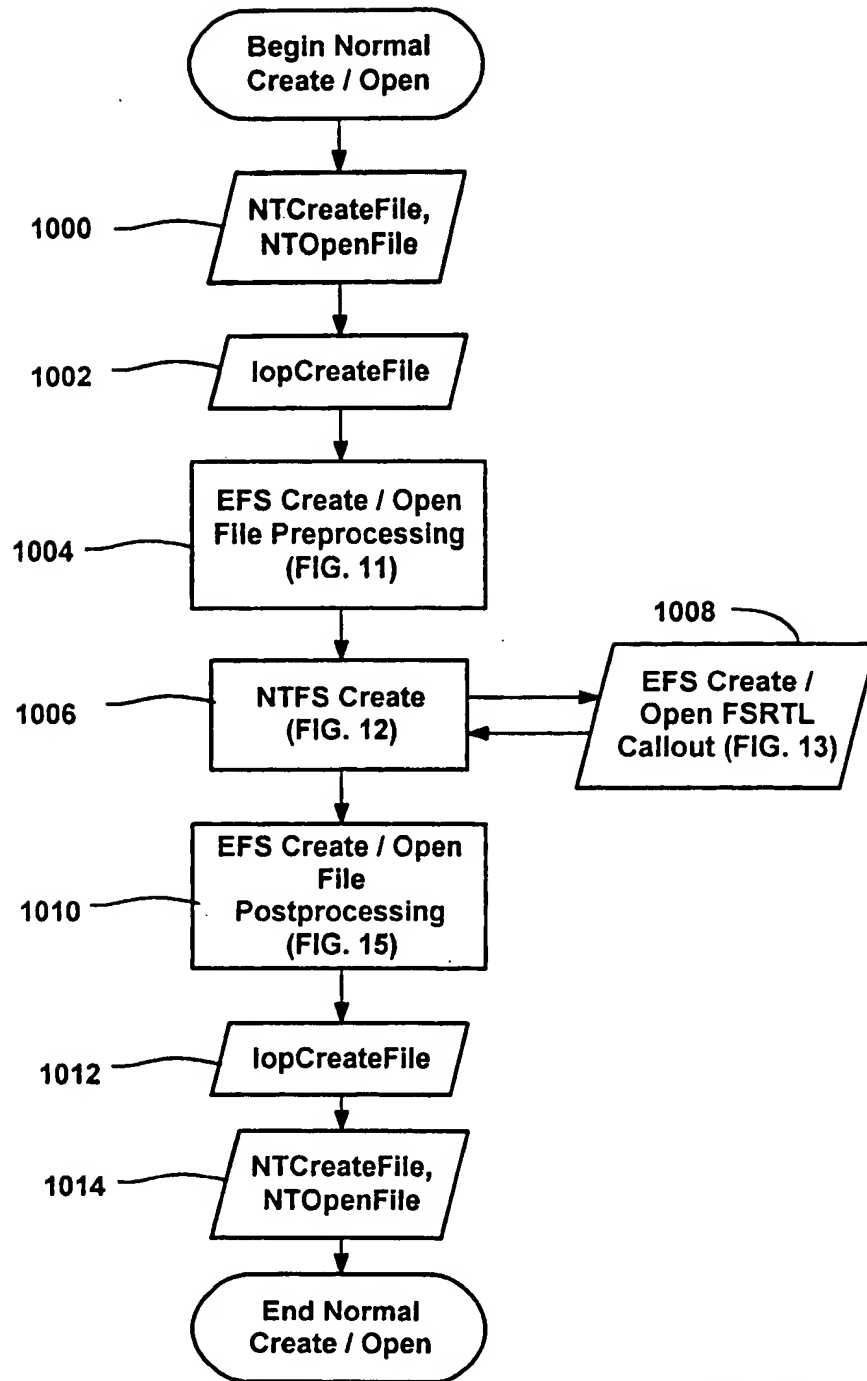 Begin Normal
Create / Open
1000
NTCreateFile,
NTOpenFile
1002
IopCreateFile
1004
EFS Create / Open
File Preprocessing
(FIG. 11)
1006
NTFS Create
(FIG. 12)
1008
EFS Create /
Open FSRTL
Callout (FIG. 13)
1010
EFS Create / Open
File
Postprocessing
(FIG. 15)
1012
IopCreateFile
1014
NTCreateFile,
NTOpenFile
End Normal
Create / Open